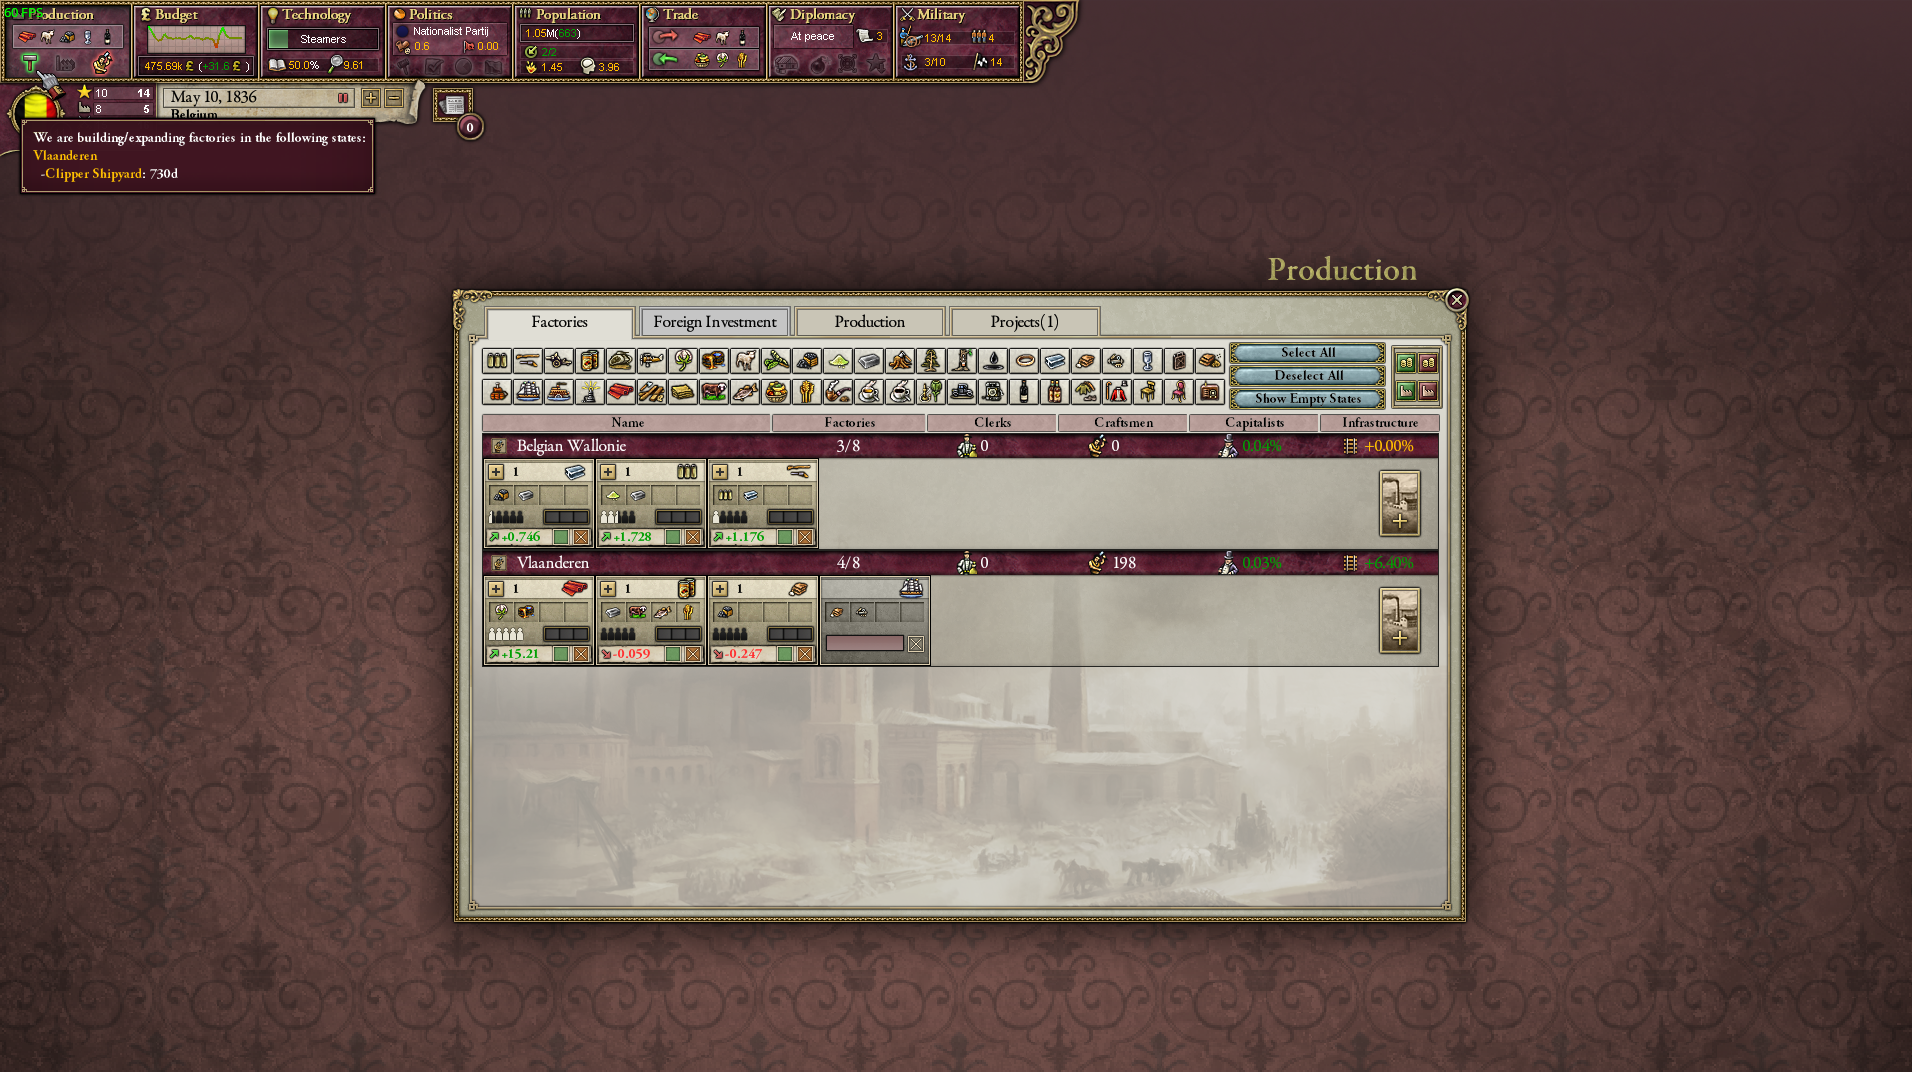 60 FPS
Production
Budget
Technology
Politics
Population
Trade
Diplomacy
Military
Steamers
Nationalist Partij
1.05M(663)
At peace
3
13/14
4
0.6
0.00
2/2
475.69k £ (+31.6 £ )
50.0%
9.61
1.45
3.96
3/10
14
10
14
8
5
May 10, 1836
Belgium
0
We are building/expanding factories in the following states:
Vlaanderen
-Clipper Shipyard: 730d
Production
Factories
Foreign Investment
Production
Projects(1)
Select All
Deselect All
Show Empty States
Name
Factories
Clerks
Craftsmen
Capitalists
Infrastructure
Belgian Wallonie
3/8
0
0
0.04%
+0.00%
1
1
1
+0.746
+1.728
+1.176
Vlaanderen
4/8
0
198
0.03%
+6.40%
1
1
1
+15.21
-0.059
-0.247